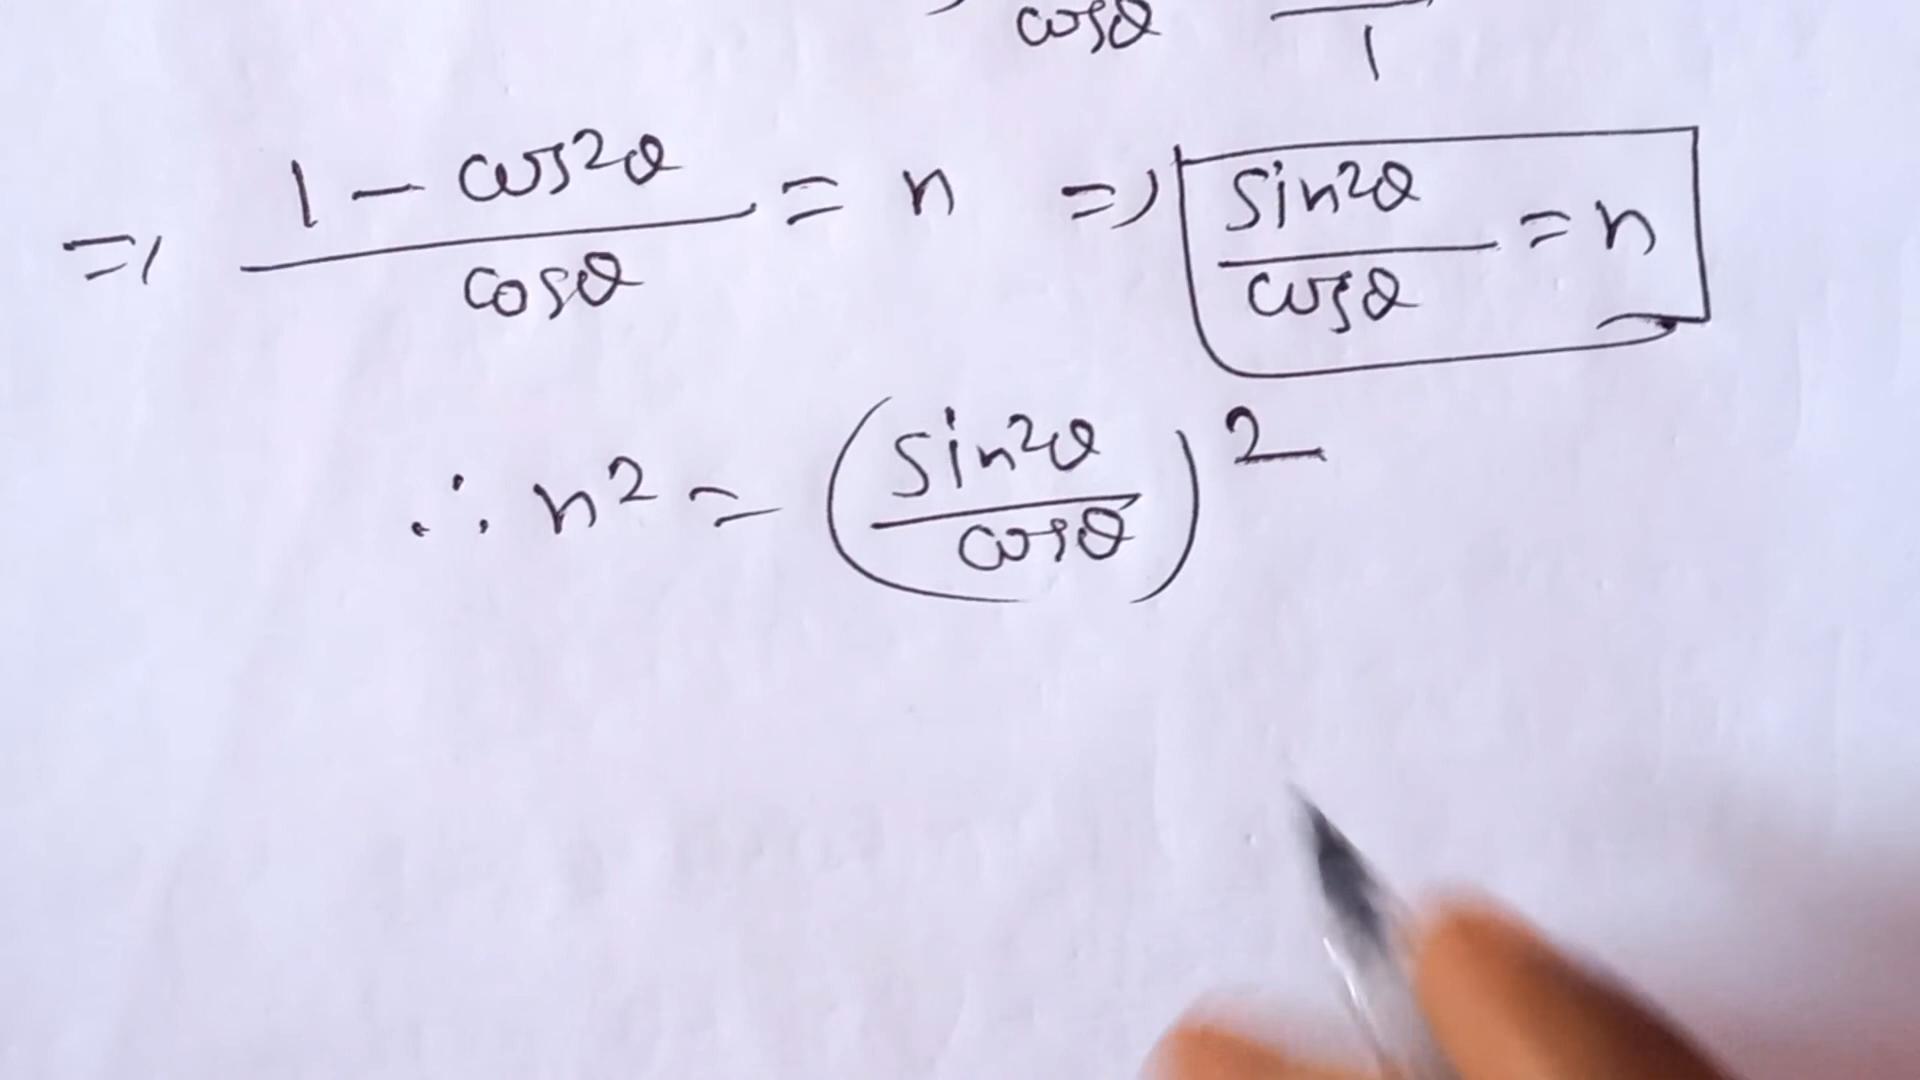 cosθ 1
=> (1 - cos²θ)/cosθ = n => sin²θ/cosθ = n
∴ n² = (sin²θ/cosθ)²